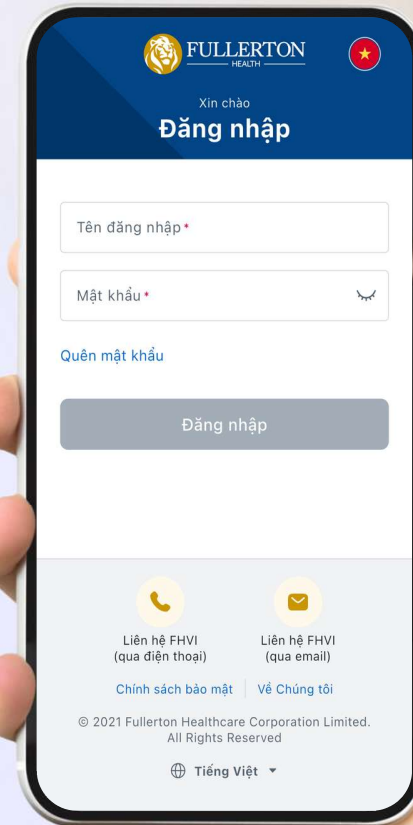 FULLERTON
HEALTH
Xin chào
Đăng nhập
Tên đăng nhập *
Mật khẩu *
Quên mật khẩu
Đăng nhập
Liên hệ FHVI
(qua điện thoại)
Liên hệ FHVI
(qua email)
Chính sách bảo mật
Về Chúng tôi
© 2021 Fullerton Healthcare Corporation Limited.
All Rights Reserved
Tiếng Việt